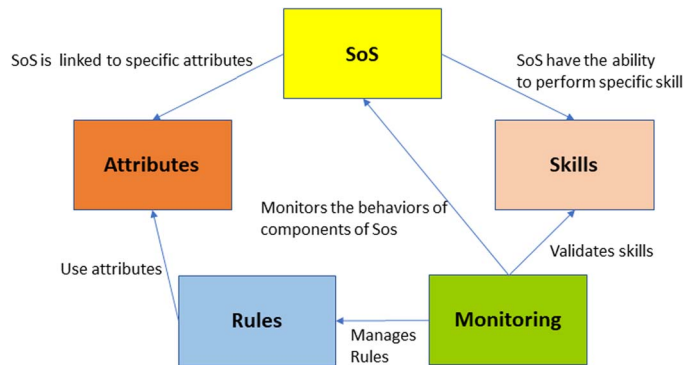 SoS
SoS is linked to specific attributes
SoS have the ability
to perform specific skill
Attributes
Skills
Monitors the behaviors of
components of Sos
Validates skills
Use attributes
Rules
Monitoring
Manages
Rules